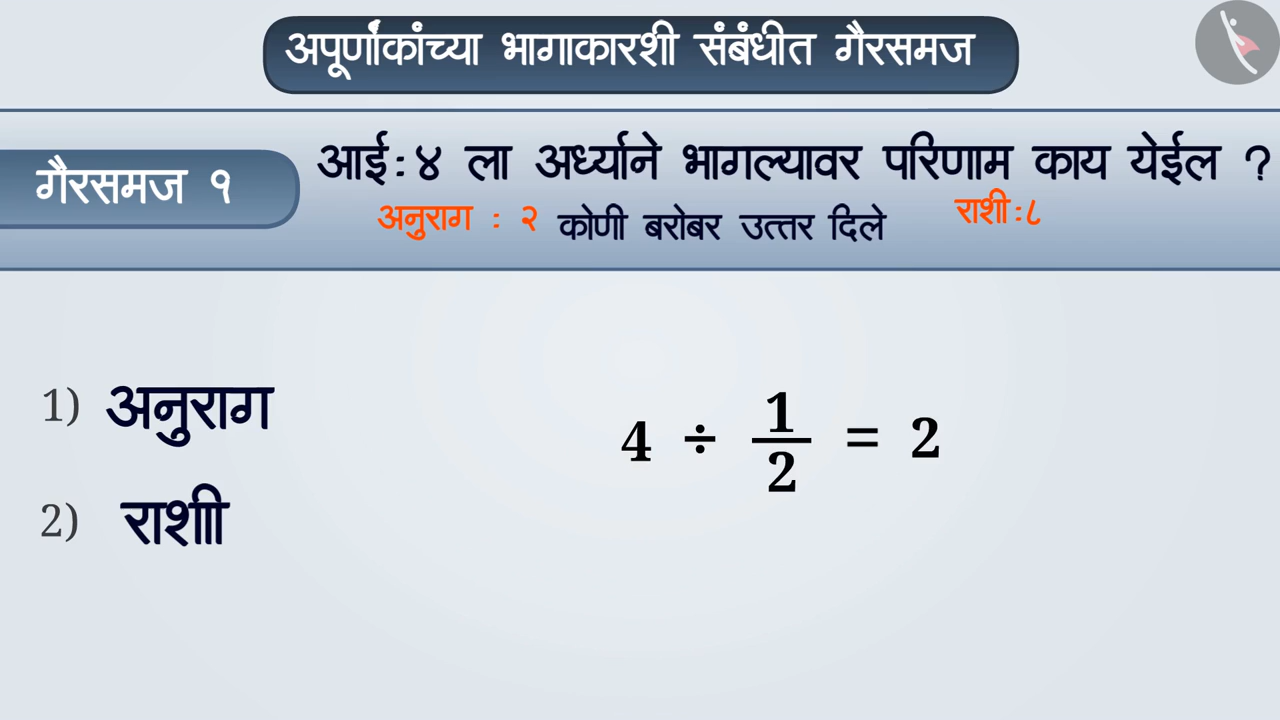 अपूर्णांकांच्या भागाकारशी संबंधीत गैरसमज
गैरसमज १
आई:४ ला अर्ध्याने भागल्यावर परिणाम काय येईल ?
अनुराग : २ कोणी बरोबर उत्तर दिले राशी:८
1) अनुराग
2) राशी
4 ÷ 1/2 = 2